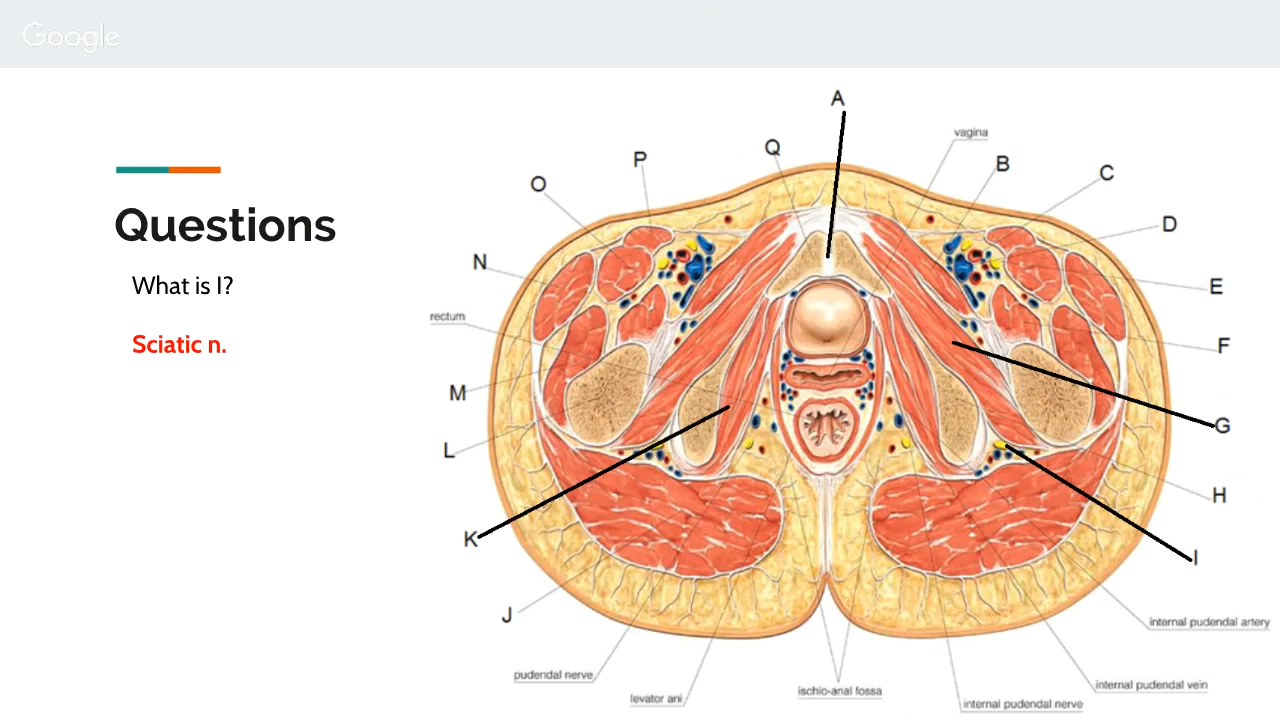 Google
Questions
What is I?
Sciatic n.
A
Q
vagina
P
B
C
O
D
N
E
rectum
F
M
G
L
H
K
I
J
internal pudendal artery
pudendal nerve
internal pudendal vein
levator ani
ischio-anal fossa
internal pudendal nerve